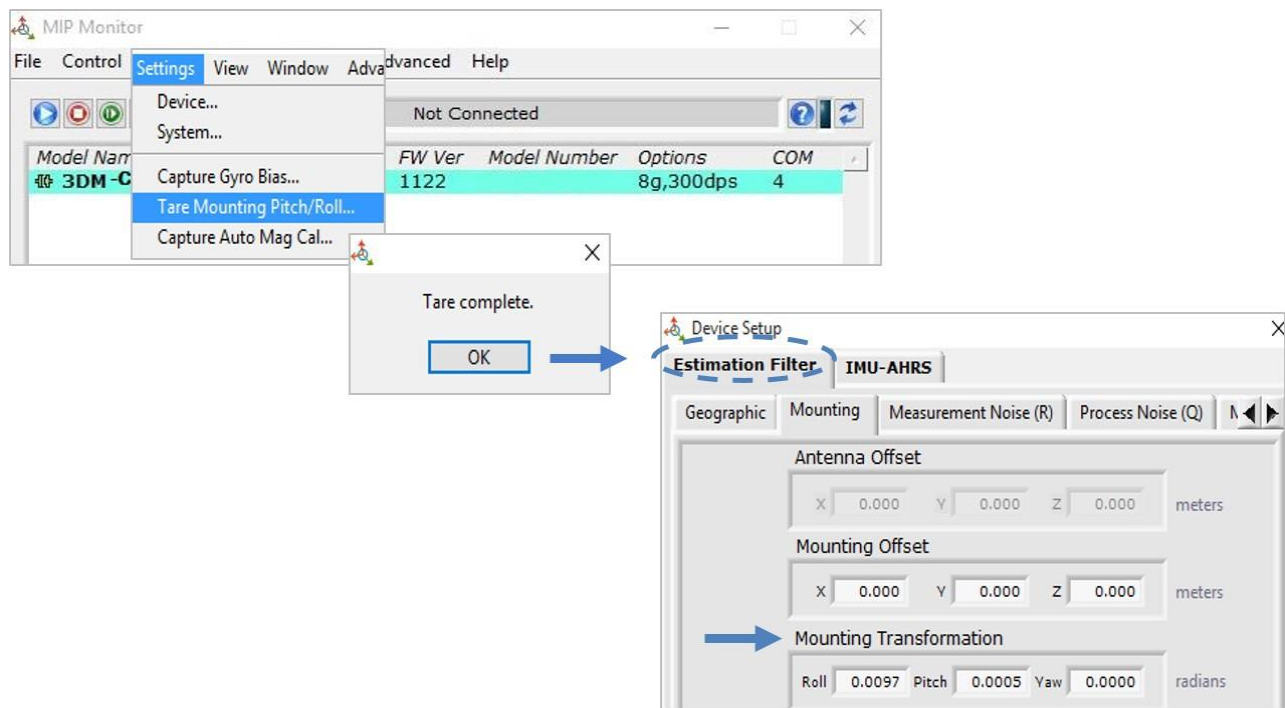 MIP Monitor
File Control Settings View Window Adva dvanced Help
Device...
System...
Not Connected
Model Nam FW Ver Model Number Options COM
3DM-C 1122 8g,300dps 4
Capture Gyro Bias...
Tare Mounting Pitch/Roll...
Capture Auto Mag Cal...
Tare complete.
OK
Device Setup
Estimation Filter IMU-AHRS
Geographic Mounting Measurement Noise (R) Process Noise (Q)
Antenna Offset
X 0.000 Y 0.000 Z 0.000 meters
Mounting Offset
X 0.000 Y 0.000 Z 0.000 meters
Mounting Transformation
Roll 0.0097 Pitch 0.0005 Yaw 0.0000 radians